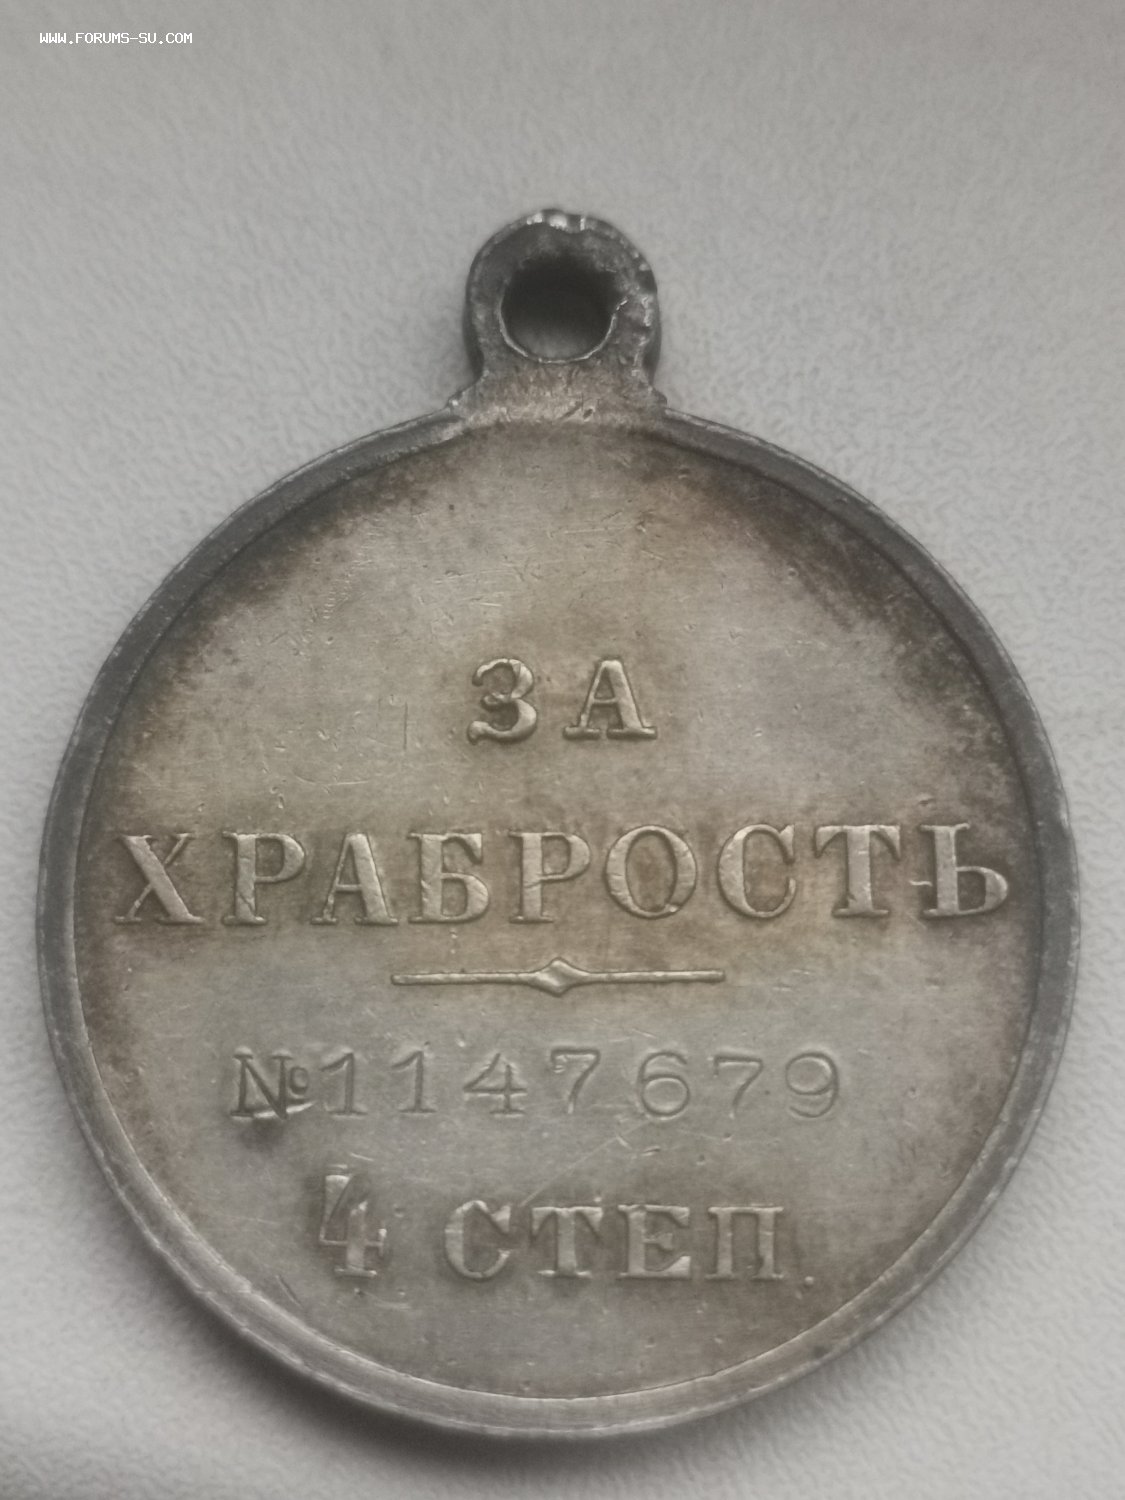 WWW.FORUMS-SU.COM
ЗА
ХРАБРОСТЬ
№1147679
4 СТЕП.